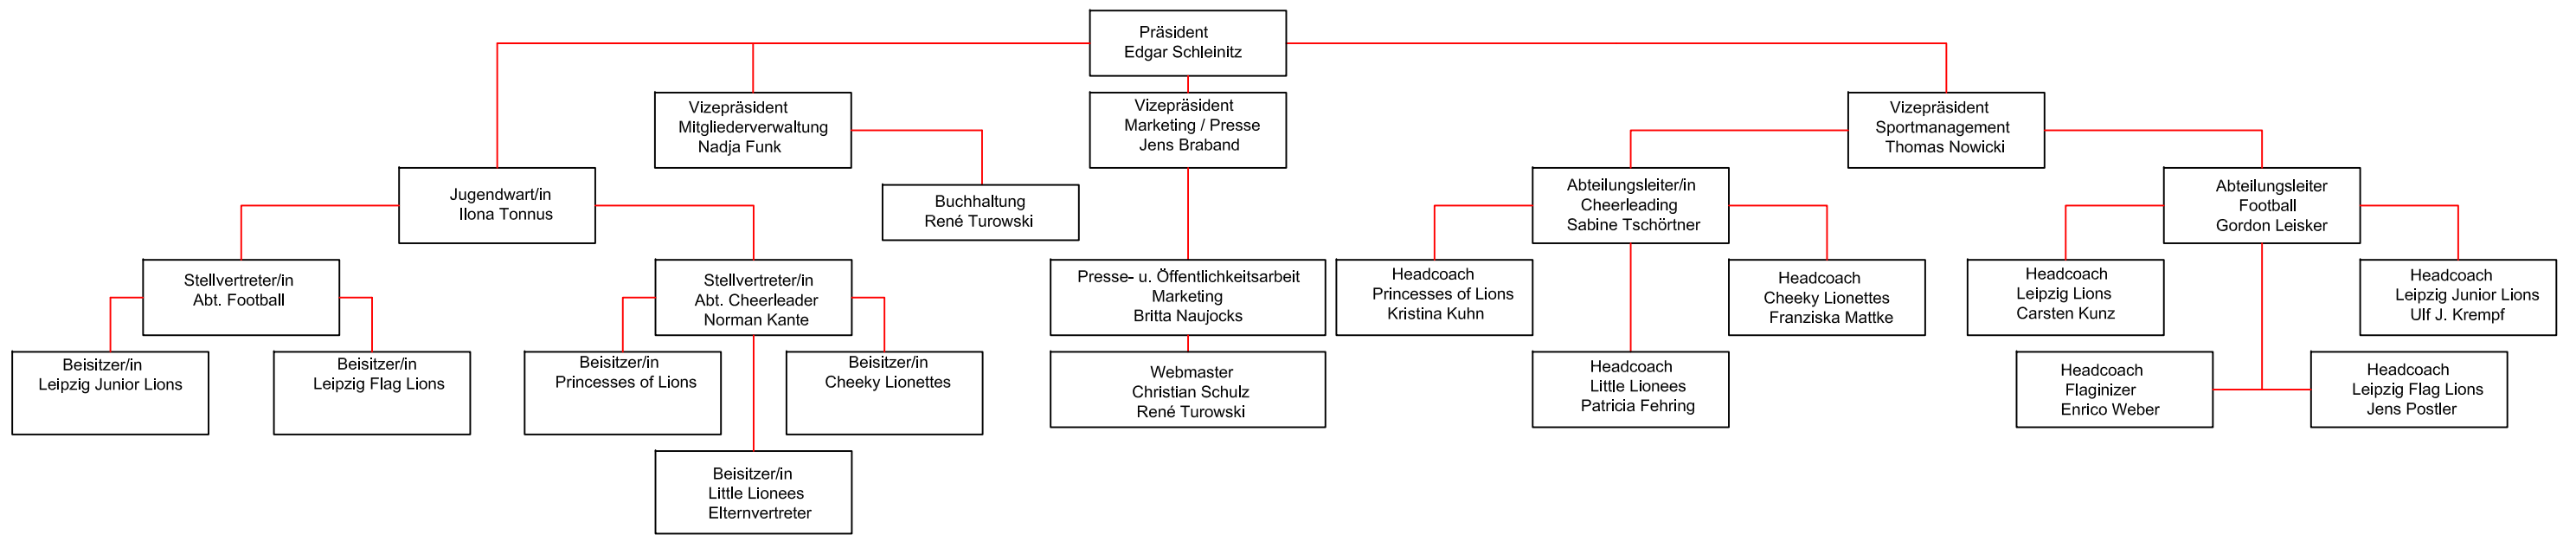 Präsident
Edgar Schleinitz
Vizepräsident
Mitgliederverwaltung
Nadja Funk
Vizepräsident
Marketing / Presse
Jens Braband
Vizepräsident
Sportmanagement
Thomas Nowicki
Jugendwart/in
Ilona Tonnus
Buchhaltung
René Turowski
Abteilungsleiter/in
Cheerleading
Sabine Tschörtner
Abteilungsleiter
Football
Gordon Leisker
Stellvertreter/in
Abt. Football
Stellvertreter/in
Abt. Cheerleader
Norman Kante
Presse- u. Öffentlichkeitsarbeit
Marketing
Britta Naujocks
Headcoach
Princesses of Lions
Kristina Kuhn
Headcoach
Cheeky Lionettes
Franziska Mattke
Headcoach
Leipzig Lions
Carsten Kunz
Headcoach
Leipzig Junior Lions
Ulf J. Krempf
Beisitzer/in
Leipzig Junior Lions
Beisitzer/in
Leipzig Flag Lions
Beisitzer/in
Princesses of Lions
Beisitzer/in
Cheeky Lionettes
Webmaster
Christian Schulz
René Turowski
Headcoach
Little Lionees
Patricia Fehring
Headcoach
Flaginizer
Enrico Weber
Headcoach
Leipzig Flag Lions
Jens Postler
Beisitzer/in
Little Lionees
Elternvertreter